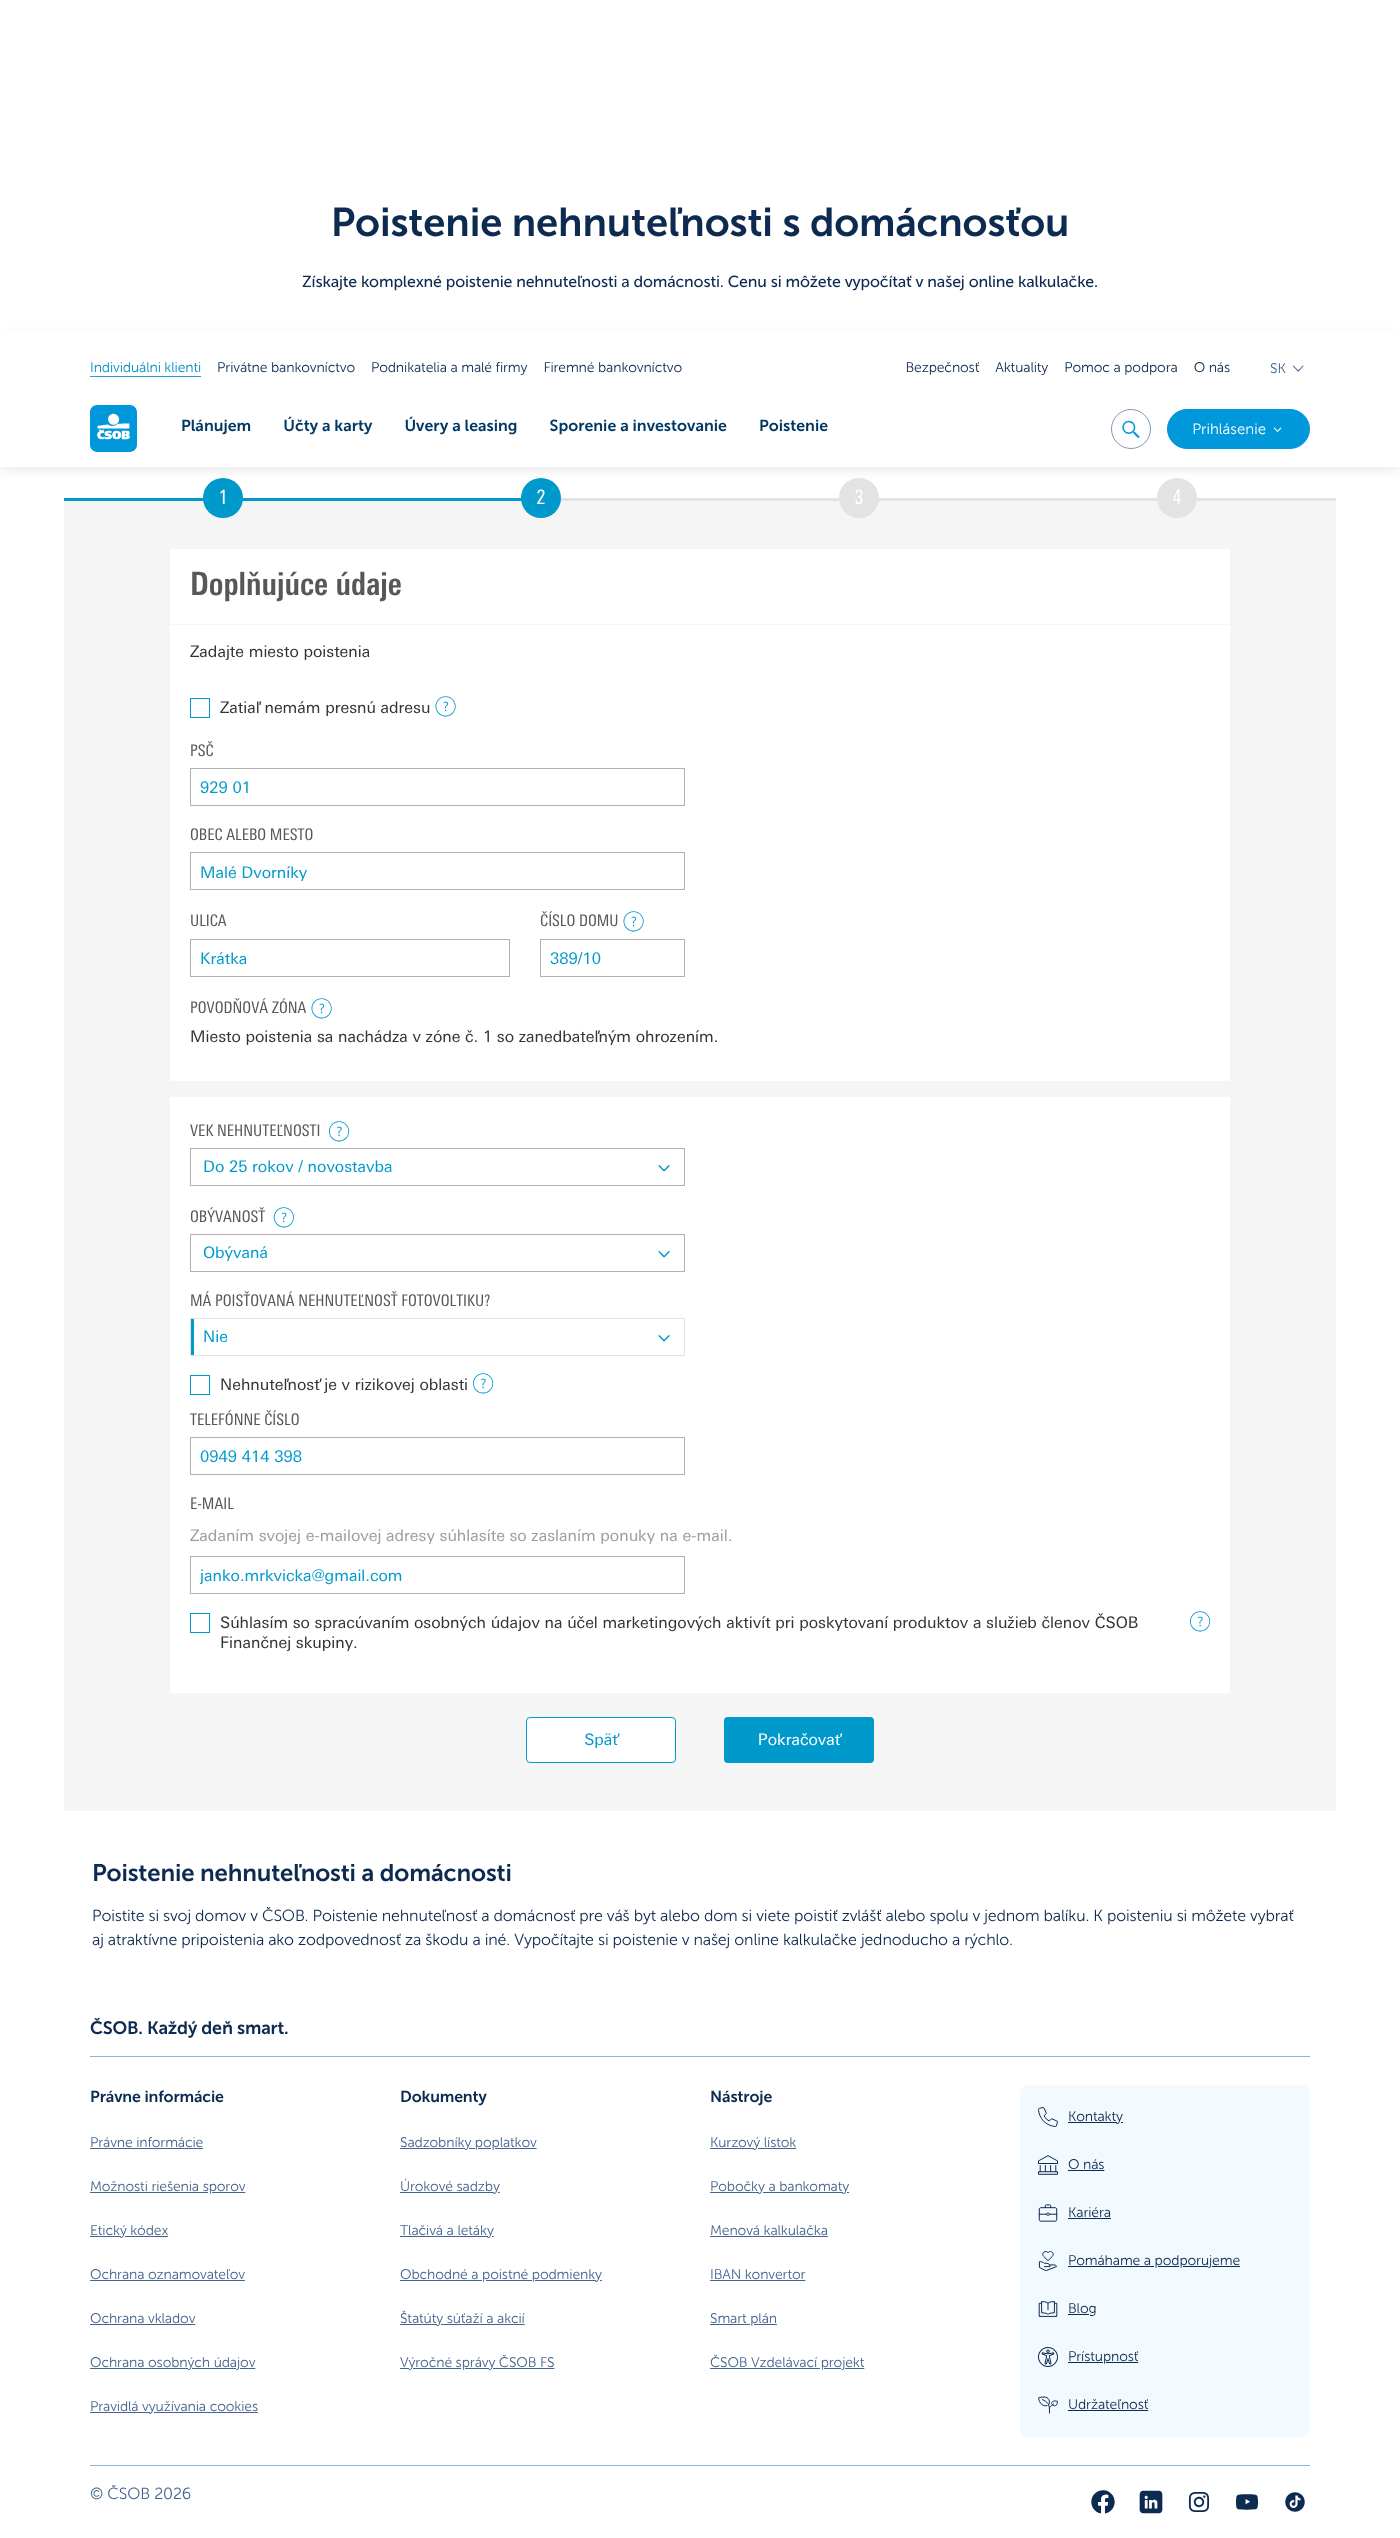 Poistenie nehnuteľnosti s domácnosťou
Získajte komplexné poistenie nehnuteľnosti a domácnosti. Cenu si môžete vypočítať v našej online kalkulačke.
Individuálni klienti Privátne bankovníctvo Podnikatelia a malé firmy Firemné bankovníctvo Bezpečnosť Aktuality Pomoc a podpora O nás SK
ČSOB Plánujem Účty a karty Úvery a leasing Sporenie a investovanie Poistenie Prihlásenie
1 2 3 4
Doplňujúce údaje
Zadajte miesto poistenia
Zatiaľ nemám presnú adresu ?
PSČ
929 01
OBEC ALEBO MESTO
Malé Dvorníky
ULICA ČÍSLO DOMU ?
Krátka 389/10
POVODŇOVÁ ZÓNA ?
Miesto poistenia sa nachádza v zóne č. 1 so zanedbateľným ohrozením.
VEK NEHNUTEĽNOSTI ?
Do 25 rokov / novostavba
OBÝVANOSŤ ?
Obývaná
MÁ POISŤOVANÁ NEHNUTEĽNOSŤ FOTOVOLTIKU?
Nie
Nehnuteľnosť je v rizikovej oblasti ?
TELEFÓNNE ČÍSLO
0949 414 398
E-MAIL
Zadaním svojej e-mailovej adresy súhlasíte so zaslaním ponuky na e-mail.
janko.mrkvicka@gmail.com
Súhlasím so spracúvaním osobných údajov na účel marketingových aktivít pri poskytovaní produktov a služieb členov ČSOB ?
Finančnej skupiny.
Späť Pokračovať
Poistenie nehnuteľnosti a domácnosti
Poistite si svoj domov v ČSOB. Poistenie nehnuteľnosť a domácnosť pre váš byt alebo dom si viete poistiť zvlášť alebo spolu v jednom balíku. K poisteniu si môžete vybrať
aj atraktívne pripoistenia ako zodpovednosť za škodu a iné. Vypočítajte si poistenie v našej online kalkulačke jednoducho a rýchlo.
ČSOB. Každý deň smart.
Právne informácie
Právne informácie
Možnosti riešenia sporov
Etický kódex
Ochrana oznamovateľov
Ochrana vkladov
Ochrana osobných údajov
Pravidlá využívania cookies
Dokumenty
Sadzobníky poplatkov
Úrokové sadzby
Tlačivá a letáky
Obchodné a poistné podmienky
Štatúty súťaží a akcií
Výročné správy ČSOB FS
Nástroje
Kurzový lístok
Pobočky a bankomaty
Menová kalkulačka
IBAN konvertor
Smart plán
ČSOB Vzdelávací projekt
Kontakty
O nás
Kariéra
Pomáhame a podporujeme
Blog
Prístupnosť
Udržateľnosť
© ČSOB 2026